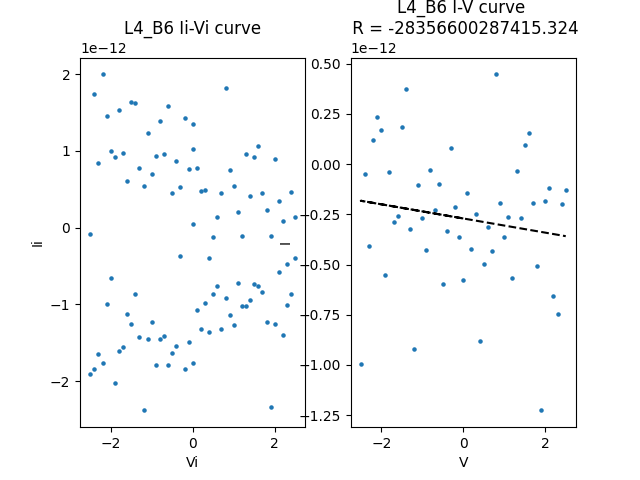 L4_B6 Ii-Vi curve
1e−12
2
1
0
−1
−2
Ii
−2
0
2
Vi
L4_B6 I-V curve
R = -28356600287415.324
1e−12
0.50
0.25
0.00
−0.25
−0.50
−0.75
−1.00
−1.25
I
−2
0
2
V